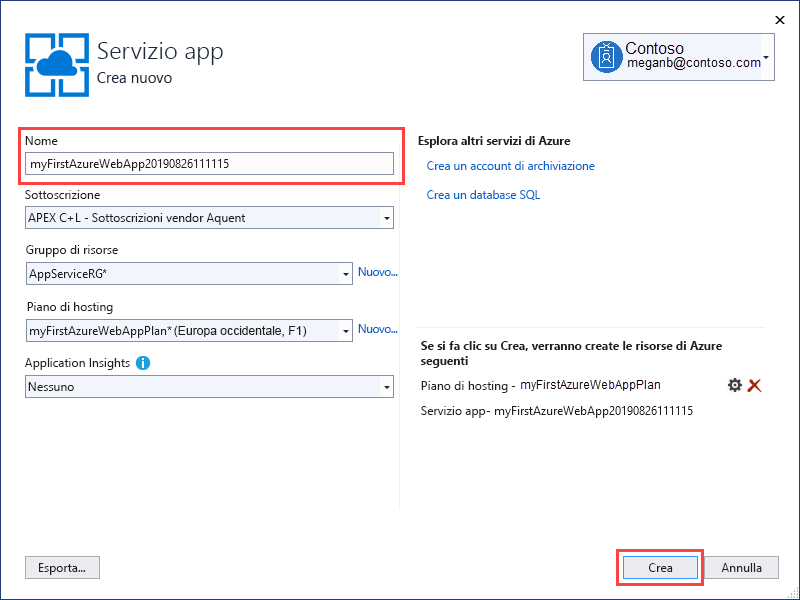 Servizio app
Crea nuovo
Contoso
meganb@contoso.com
Nome
myFirstAzureWebApp20190826111115
Sottoscrizione
APEX C+L - Sottoscrizioni vendor Aquent
Gruppo di risorse
AppServiceRG*
Nuovo...
Piano di hosting
myFirstAzureWebAppPlan* (Europa occidentale, F1)
Nuovo...
Application Insights
Nessuno
Esplora altri servizi di Azure
Crea un account di archiviazione
Crea un database SQL
Se si fa clic su Crea, verranno create le risorse di Azure
seguenti
Piano di hosting - myFirstAzureWebAppPlan
Servizio app- myFirstAzureWebApp20190826111115
Esporta...
Crea
Annulla